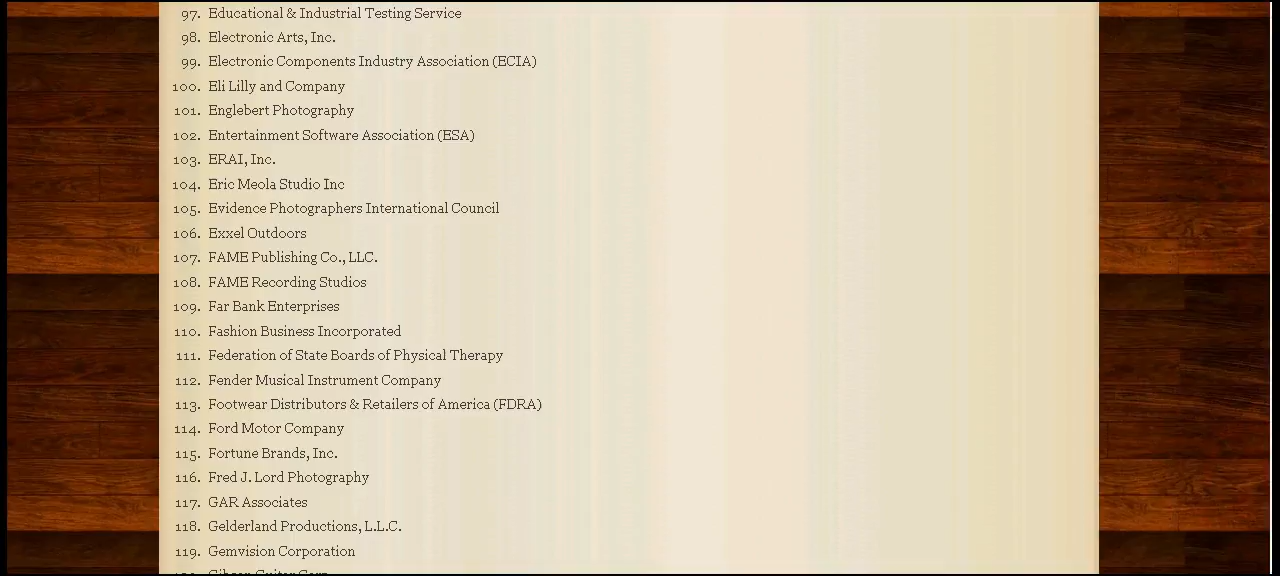 97. Educational & Industrial Testing Service
98. Electronic Arts, Inc.
99. Electronic Components Industry Association (ECIA)
100. Eli Lilly and Company
101. Englebert Photography
102. Entertainment Software Association (ESA)
103. ERAI, Inc.
104. Eric Meola Studio Inc
105. Evidence Photographers International Council
106. Exxel Outdoors
107. FAME Publishing Co., LLC.
108. FAME Recording Studios
109. Far Bank Enterprises
110. Fashion Business Incorporated
111. Federation of State Boards of Physical Therapy
112. Fender Musical Instrument Company
113. Footwear Distributors & Retailers of America (FDRA)
114. Ford Motor Company
115. Fortune Brands, Inc.
116. Fred J. Lord Photography
117. GAR Associates
118. Gelderland Productions, L.L.C.
119. Gemvision Corporation